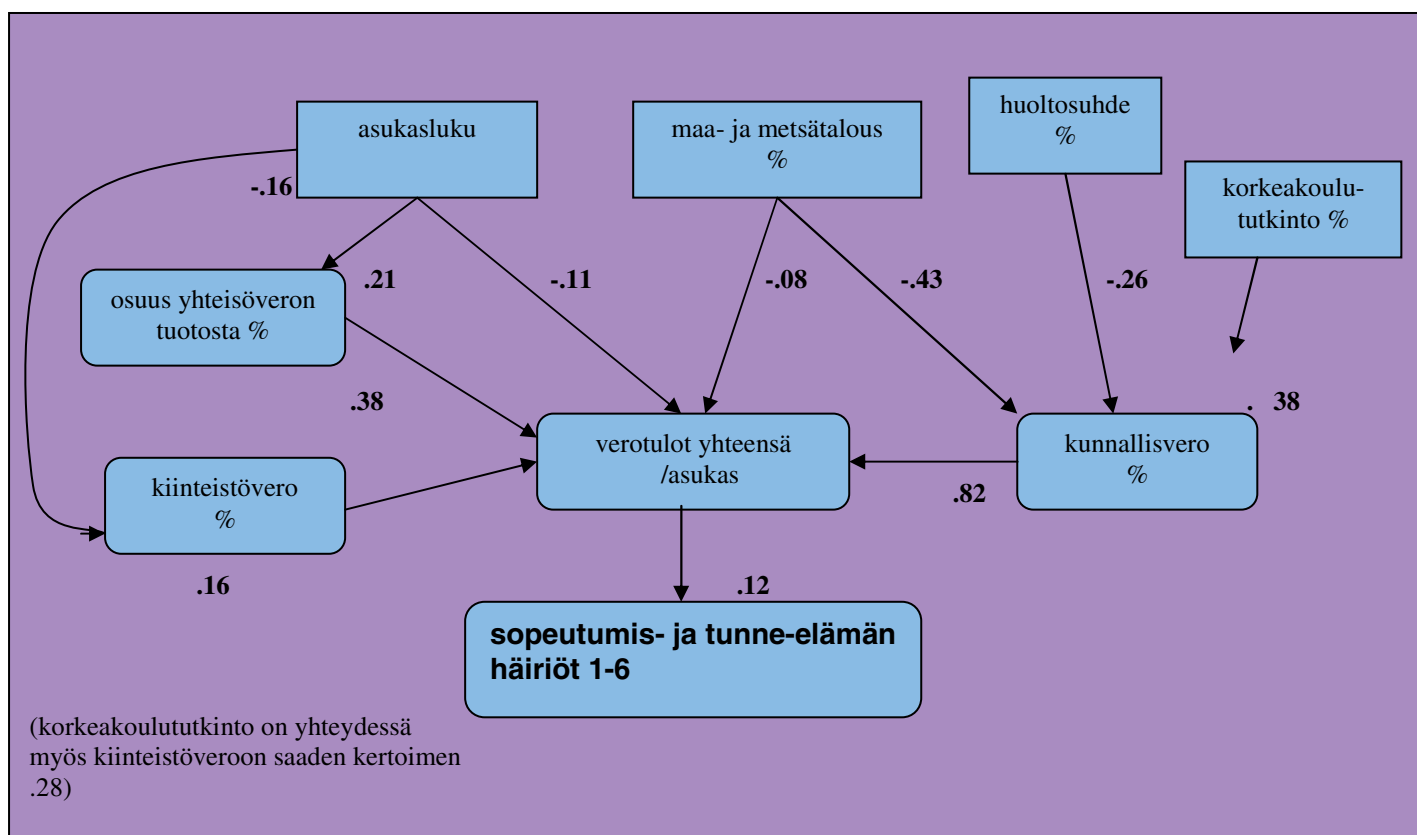 asukasluku
maa- ja metsätalous
%
huoltosuhde
%
korkeakoulu-
tutkinto %
-.16
.21
-.11
-.08
-.43
-.26
osuus yhteisöveron
tuotosta %
.38
. 38
verotulot yhteensä
/asukas
kunnallisvero
%
kiinteistövero
%
.82
.16
.12
sopeutumis- ja tunne-elämän
häiriöt 1-6
(korkeakoulututkinto on yhteydessä
myös kiinteistöveroon saaden kertoimen
.28)